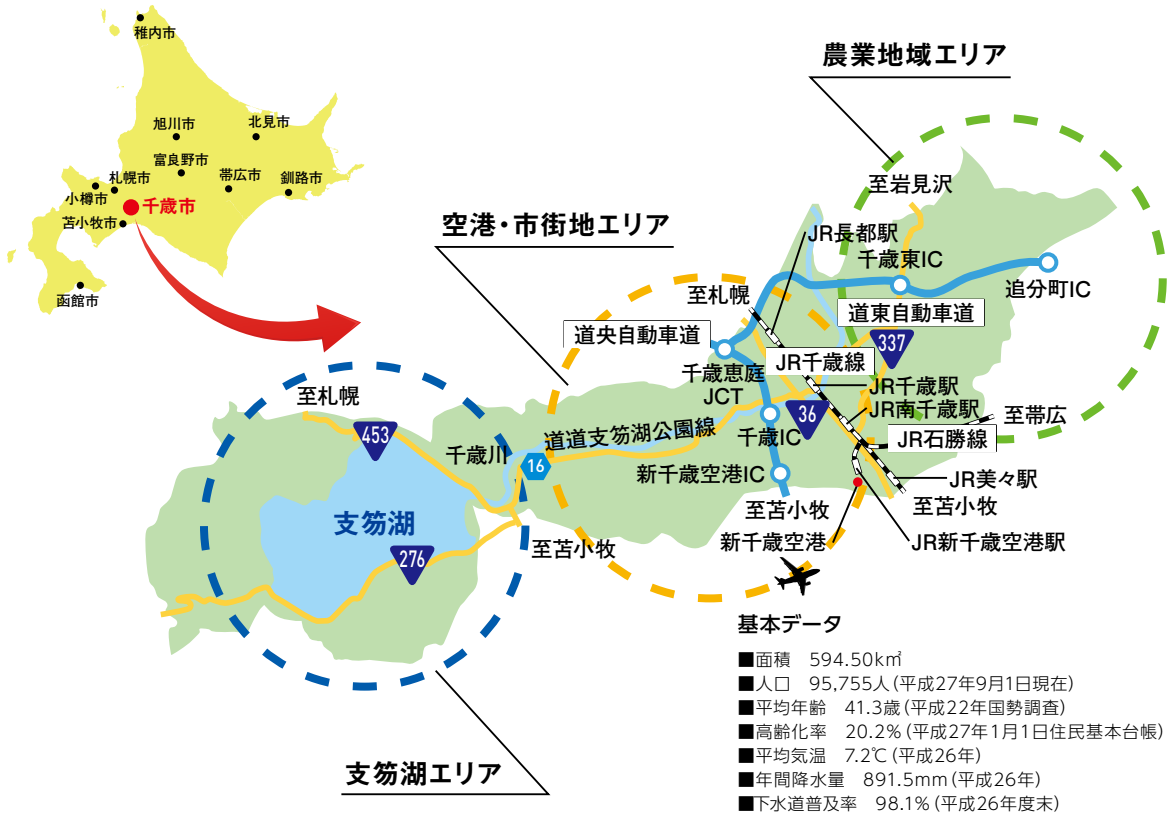 稚内市
旭川市
北見市
富良野市
札幌市
帯広市
釧路市
小樽市
千歳市
苫小牧市
函館市
農業地域エリア
空港・市街地エリア
至岩見沢
JR長都駅
千歳東IC
追分町IC
至札幌
道東自動車道
道央自動車道
337
JR千歳線
千歳恵庭
JCT
JR千歳駅
36
JR南千歳駅
至帯広
至札幌
453
道道支笏湖公園線
千歳IC
JR石勝線
千歳川
16
新千歳空港IC
JR美々駅
至苫小牧
至苫小牧
支笏湖
新千歳空港
JR新千歳空港駅
至苫小牧
276
支笏湖エリア
基本データ
■面積 594.50k㎡
■人口 95,755人(平成27年9月1日現在)
■平均年齢 41.3歳(平成22年国勢調査)
■高齢化率 20.2%(平成27年1月1日住民基本台帳)
■平均気温 7.2℃(平成26年)
■年間降水量 891.5mm(平成26年)
■下水道普及率 98.1%(平成26年度末)